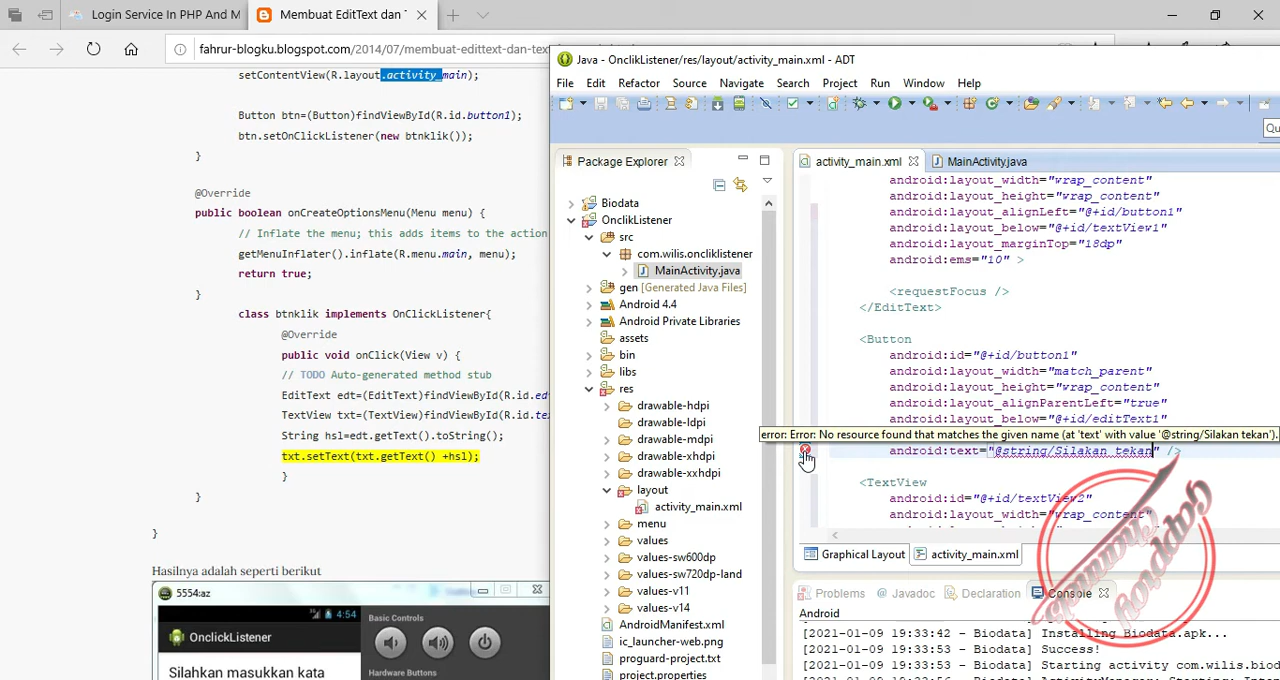 Login Service In PHP And M
Membuat EditText dan T
fahrur-blogku.blogspot.com/2014/07/membuat-edittext-dan-tex
setContentView(R.layout.activity_main);
Button btn=(Button)findViewById(R.id.button1);
btn.setOnClickListener(new btnklik());
}
@Override
public boolean onCreateOptionsMenu(Menu menu) {
// Inflate the menu; this adds items to the action
getMenuInflater().inflate(R.menu.main, menu);
return true;
}
class btnklik implements OnClickListener{
@Override
public void onClick(View v) {
// TODO Auto-generated method stub
EditText edt=(EditText)findViewById(R.id.ed
TextView txt=(TextView)findViewById(R.id.te
String hsl=edt.getText().toString();
txt.setText(txt.getText() +hsl);
}
}
}
Hasilnya adalah seperti berikut
5554:az
4:54
OnclickListener
Silahkan masukkan kata
Basic Controls
Hardware Buttons
Java - OnclikListener/res/layout/activity_main.xml - ADT
File Edit Refactor Source Navigate Search Project Run Window Help
Qu
Package Explorer
Biodata
OnclikListener
src
com.wilis.oncliklistener
MainActivity.java
gen [Generated Java Files]
Android 4.4
Android Private Libraries
assets
bin
libs
res
drawable-hdpi
drawable-ldpi
drawable-mdpi
drawable-xhdpi
drawable-xxhdpi
layout
activity_main.xml
menu
values
values-sw600dp
values-sw720dp-land
values-v11
values-v14
AndroidManifest.xml
ic_launcher-web.png
proguard-project.txt
project.properties
activity_main.xml
MainActivity.java
android:layout_width="wrap_content"
android:layout_height="wrap_content"
android:layout_alignLeft="@+id/button1"
android:layout_below="@+id/textView1"
android:layout_marginTop="18dp"
android:ems="10" >
<requestFocus />
</EditText>
<Button
android:id="@+id/button1"
android:layout_width="match_parent"
android:layout_height="wrap_content"
android:layout_alignParentLeft="true"
android:layout_below="@+id/editText1"
error: Error: No resource found that matches the given name (at 'text' with value '@string/Silakan tekan').
android:text="@string/Silakan tekan" />
<TextView
android:id="@+id/textView2"
android:layout_width="wrap_content"
Graphical Layout
activity_main.xml
Problems
Javadoc
Declaration
Console
Android
[2021-01-09 19:33:42 - Biodata] Installing Biodata.apk...
[2021-01-09 19:33:53 - Biodata] Success!
[2021-01-09 19:33:53 - Biodata] Starting activity com.wilis.bio